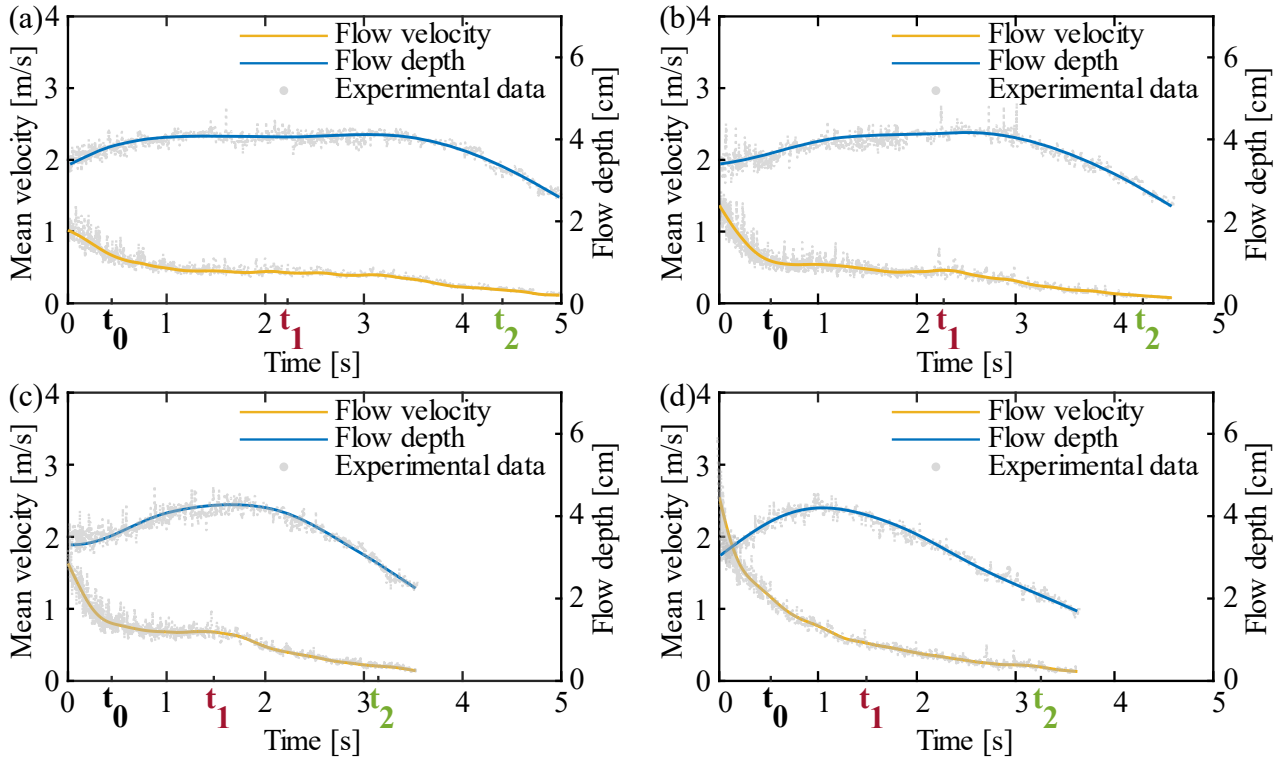 (a)
Mean velocity [m/s]
4
3
2
1
0
Flow velocity
Flow depth
Experimental data
6
4
2
0
Flow depth [cm]
0 1 2 3 4 5
t0 t1 t2
Time [s]
(b)
Mean velocity [m/s]
4
3
2
1
0
Flow velocity
Flow depth
Experimental data
6
4
2
0
Flow depth [cm]
0 1 2 3 4 5
t0 t1 t2
Time [s]
(c)
Mean velocity [m/s]
4
3
2
1
0
Flow velocity
Flow depth
Experimental data
6
4
2
0
Flow depth [cm]
0 1 2 3 4 5
t0 t1 t2
Time [s]
(d)
Mean velocity [m/s]
4
3
2
1
0
Flow velocity
Flow depth
Experimental data
6
4
2
0
Flow depth [cm]
0 1 2 3 4 5
t0 t1 t2
Time [s]